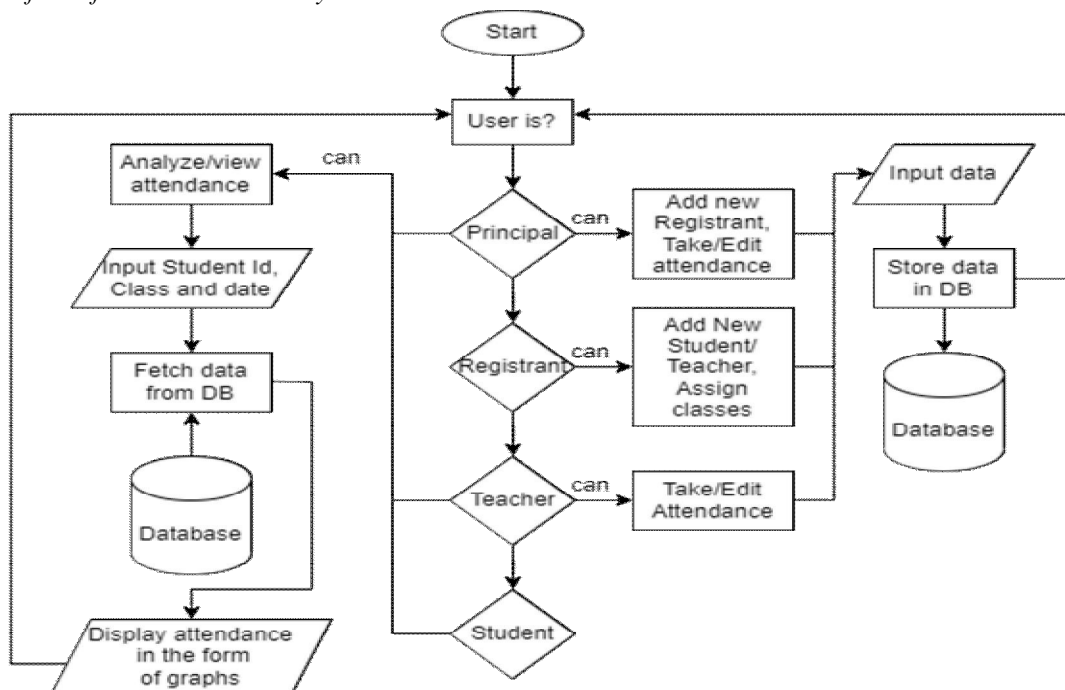 Start
User is?
Analyze/view
attendance
can
Input data
Principal
can
Add new
Registrant,
Take/Edit
attendance
Input Student Id,
Class and date
Store data
in DB
Registrant
can
Add New
Student/
Teacher,
Assign
classes
Fetch data
from DB
Database
Teacher
can
Take/Edit
Attendance
Database
Student
Display attendance
in the form
of graphs